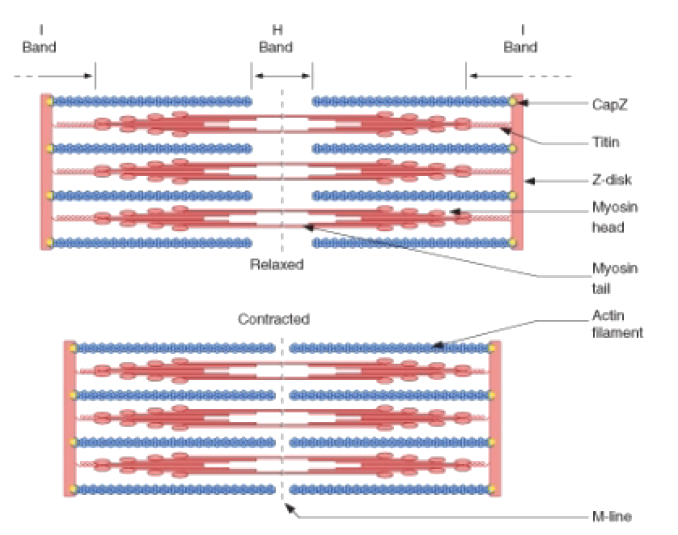 I
Band
H
Band
I
Band
CapZ
Titin
Z-disk
Myosin
head
Relaxed
Myosin
tail
Contracted
Actin
filament
M-line